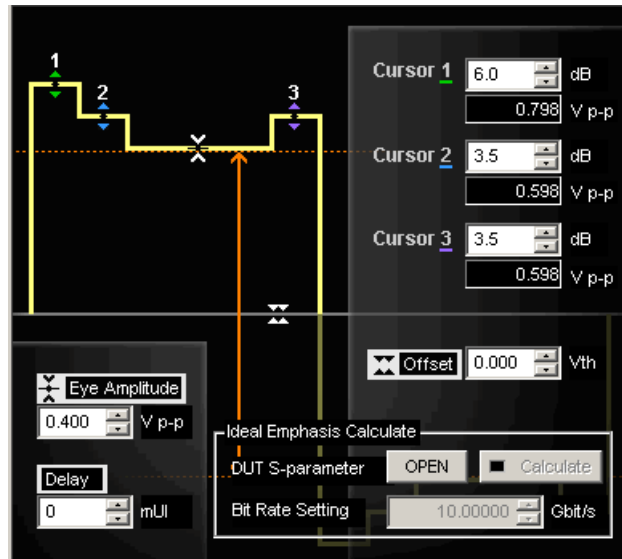 1
2
3
Cursor 1 6.0 dB
0.798 V p-p
Cursor 2 3.5 dB
0.598 V p-p
Cursor 3 3.5 dB
0.598 V p-p
Offset 0.000 Vth
Eye Amplitude
0.400 V p-p
Delay
0 mUI
Ideal Emphasis Calculate
DUT S-parameter OPEN Calculate
Bit Rate Setting 10.00000 Gbit/s